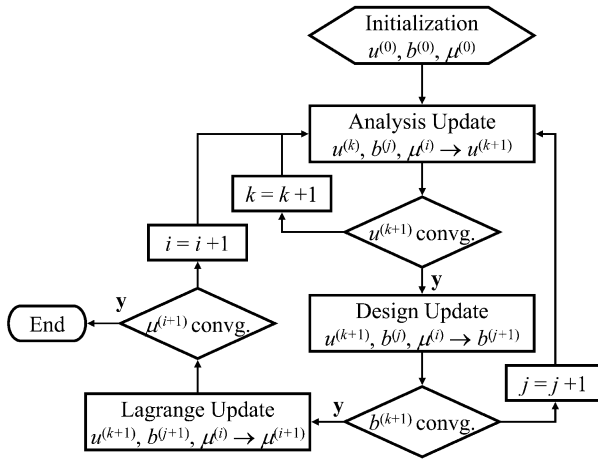 Initialization
u(0), b(0), μ(0)
Analysis Update
u(k), b(j), μ(i) → u(k+1)
k = k +1
u(k+1) convg.
i = i +1
y
Design Update
u(k+1), b(j), μ(i) → b(j+1)
y
End
μ(i+1) convg.
j = j +1
Lagrange Update
u(k+1), b(j+1), μ(i) → μ(i+1)
y
b(k+1) convg.